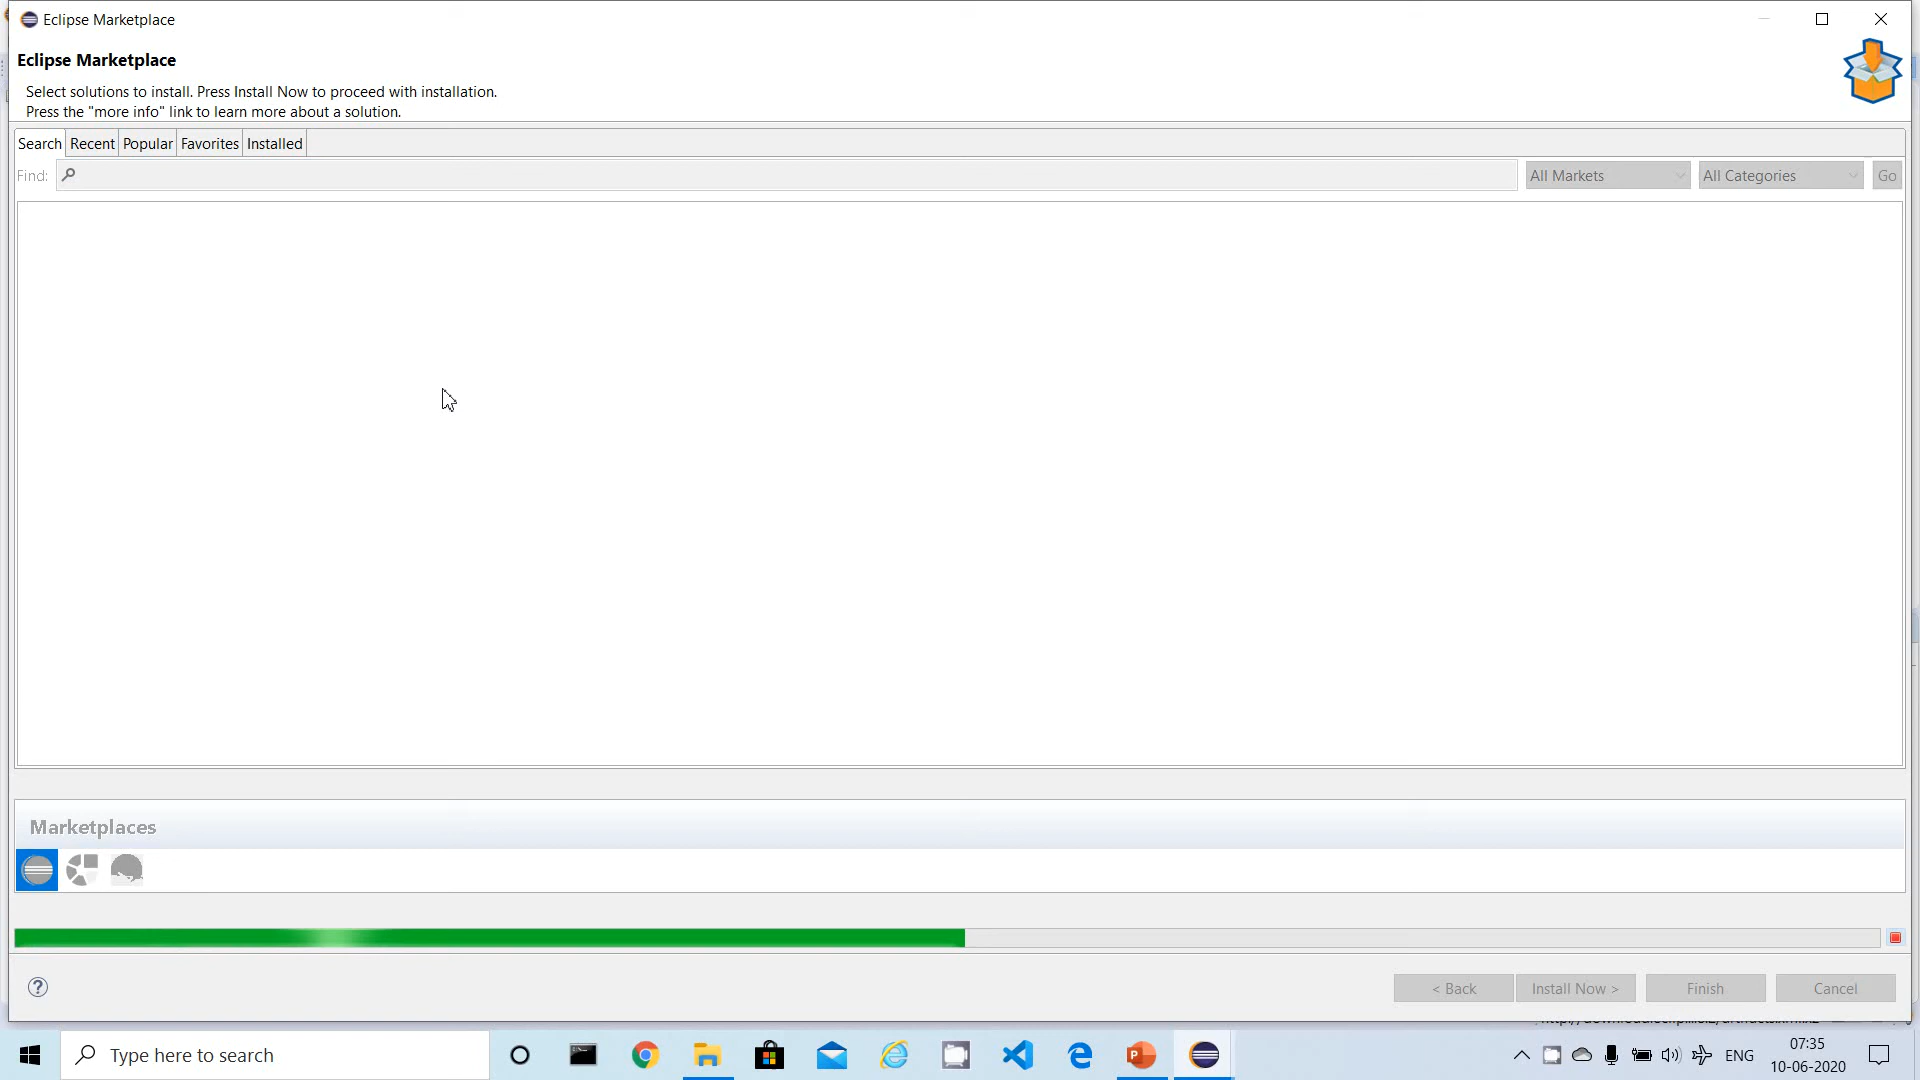 Eclipse Marketplace
Eclipse Marketplace
Select solutions to install. Press Install Now to proceed with installation.
Press the "more info" link to learn more about a solution.
Search Recent Popular Favorites Installed
Find: All Markets All Categories Go
Marketplaces
< Back Install Now > Finish Cancel
Type here to search
ENG
07:35
10-06-2020